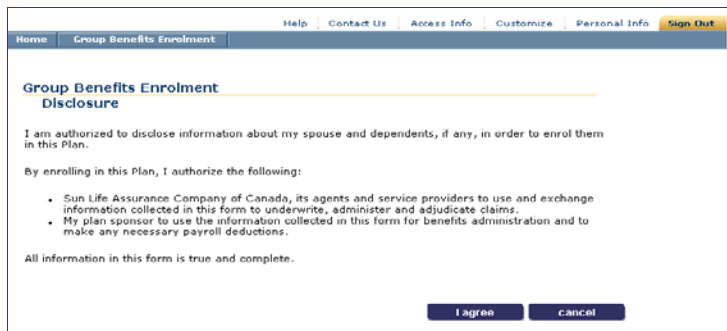 Help Contact Us Access Info Customize Personal Info Sign Out
Home Group Benefits Enrolment
Group Benefits Enrolment
Disclosure
I am authorized to disclose information about my spouse and dependents, if any, in order to enrol them
in this Plan.
By enrolling in this Plan, I authorize the following:
• Sun Life Assurance Company of Canada, its agents and service providers to use and exchange
information collected in this form to underwrite, administer and adjudicate claims.
• My plan sponsor to use the information collected in this form for benefits administration and to
make any necessary payroll deductions.
All information in this form is true and complete.
I agree cancel